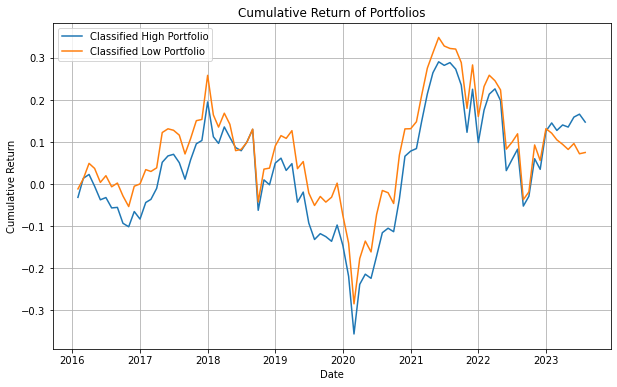 Cumulative Return of Portfolios
Classified High Portfolio
Classified Low Portfolio
Cumulative Return
0.3
0.2
0.1
0.0
−0.1
−0.2
−0.3
2016 2017 2018 2019 2020 2021 2022 2023
Date